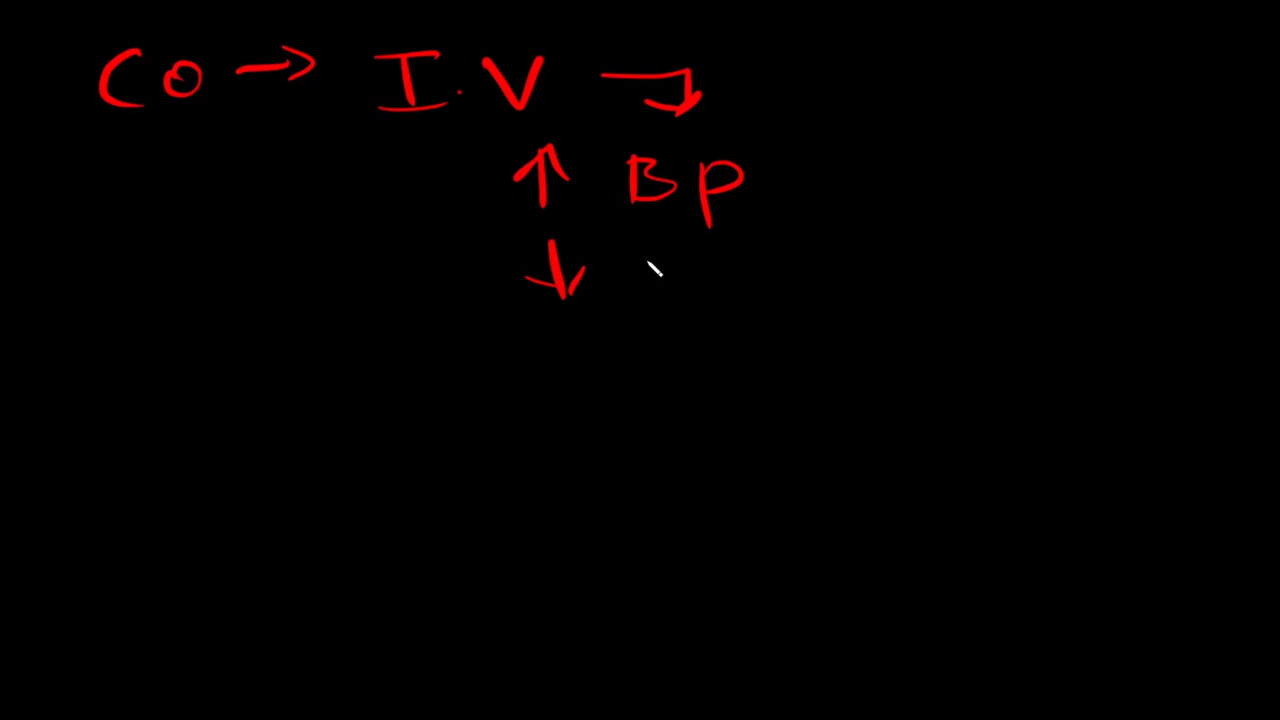 Co → I.V →
↑ Bp
↓